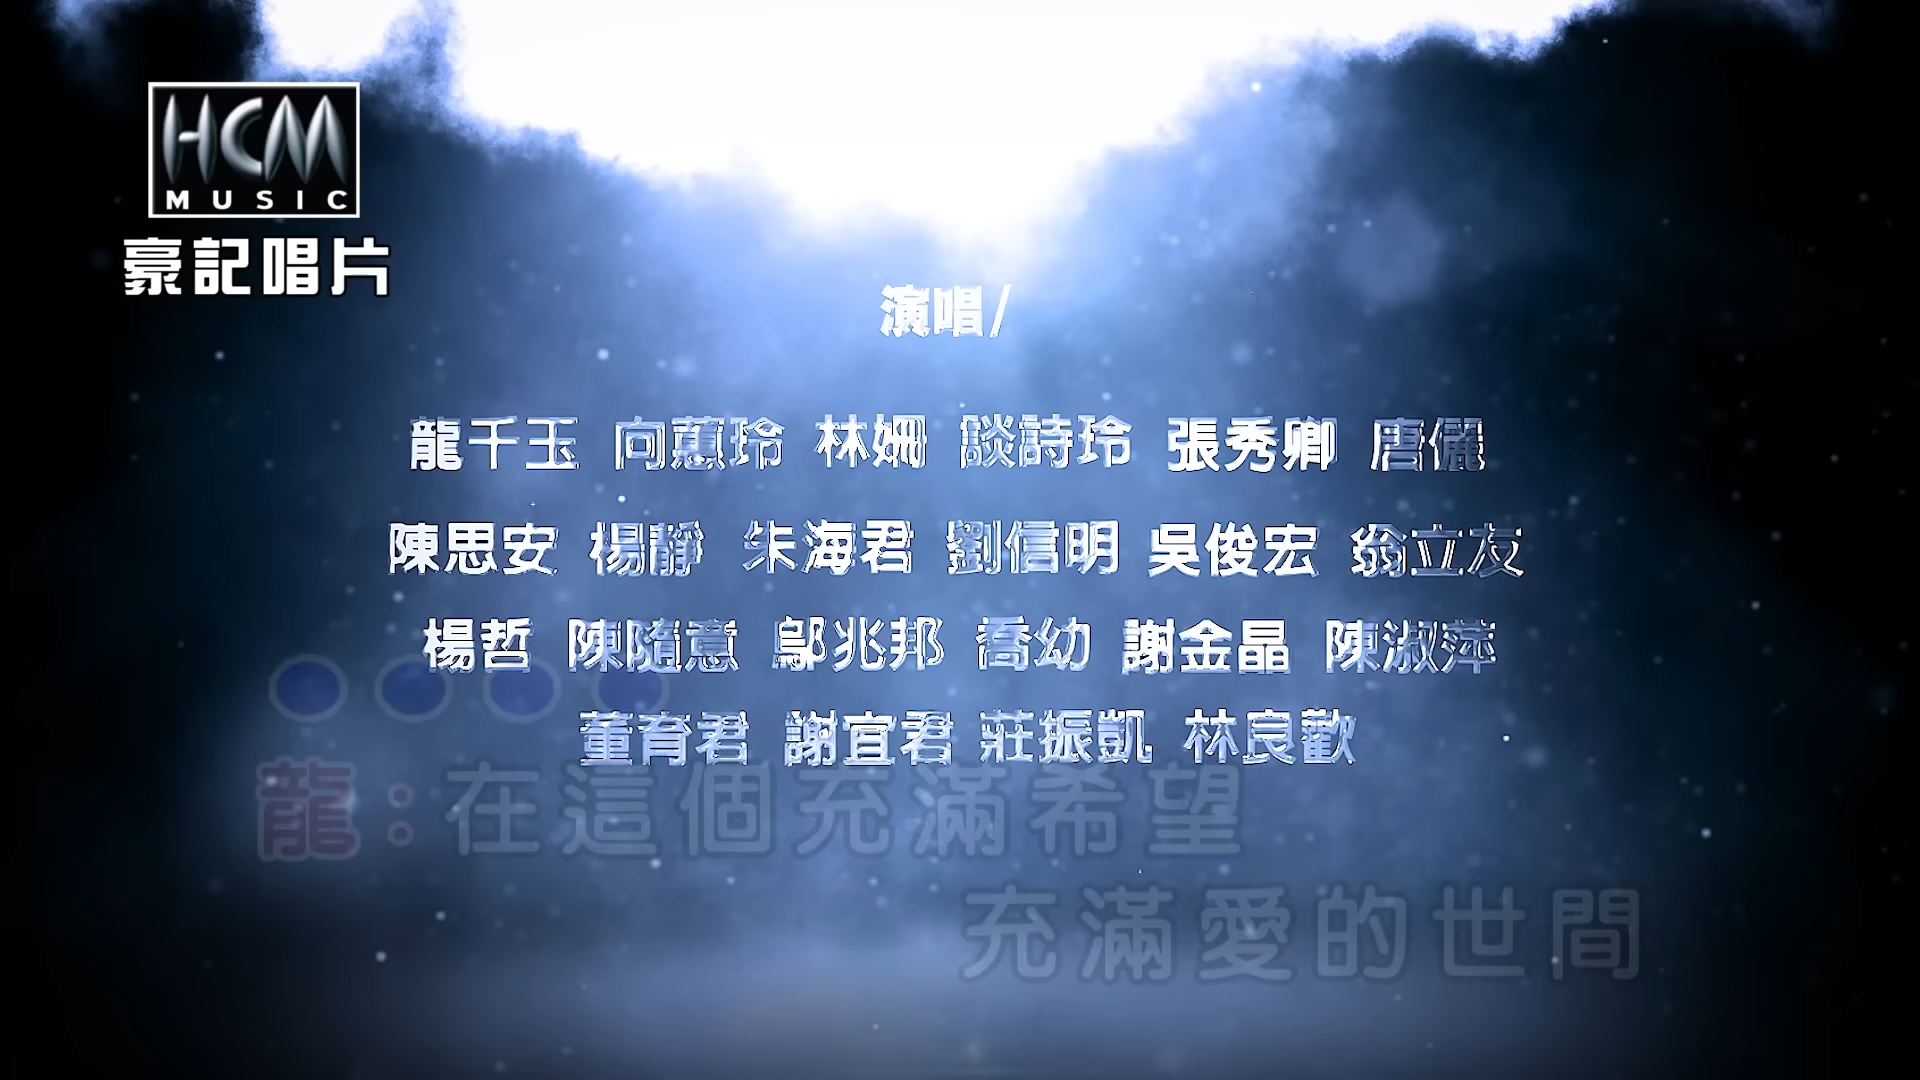 HCM
MUSIC
豪記唱片
演唱/
龍千玉 向蕙玲 林姍 談詩玲 張秀卿 唐儷
陳思安 楊靜 朱海君 劉信明 吳俊宏 翁立友
楊哲 陳隨意 鄔兆邦 喬幼 謝金晶 陳淑萍
董育君 謝宜君 莊振凱 林良歡
龍:在這個充滿希望
充滿愛的世間